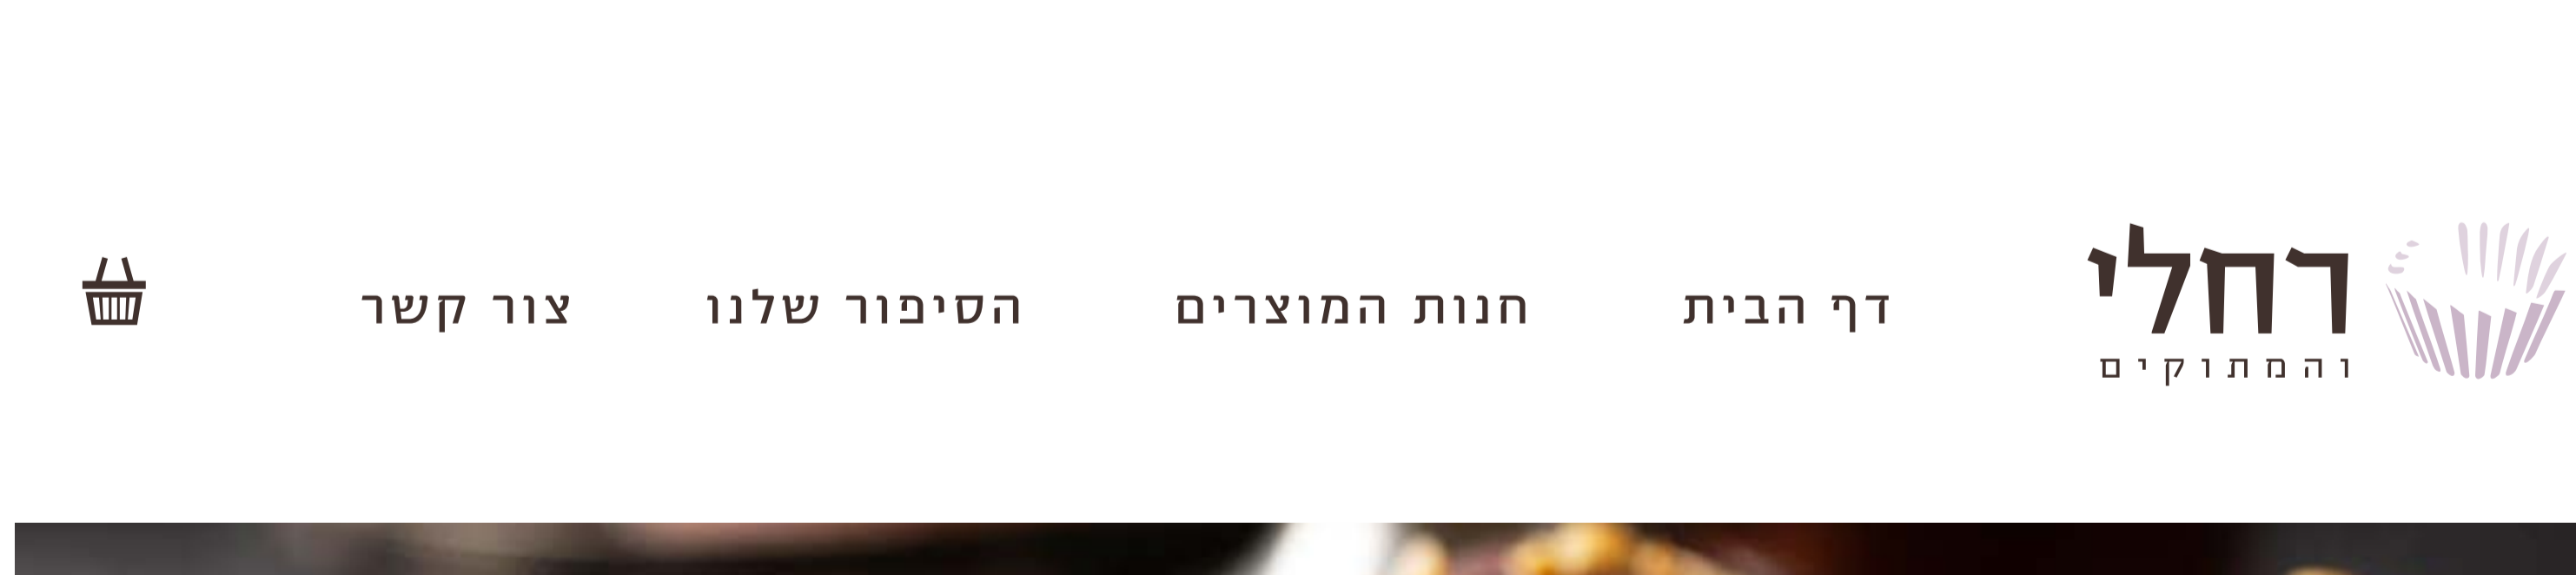 רחלי
והמתוקים
דף הבית
חנות המוצרים
הסיפור שלנו
צור קשר